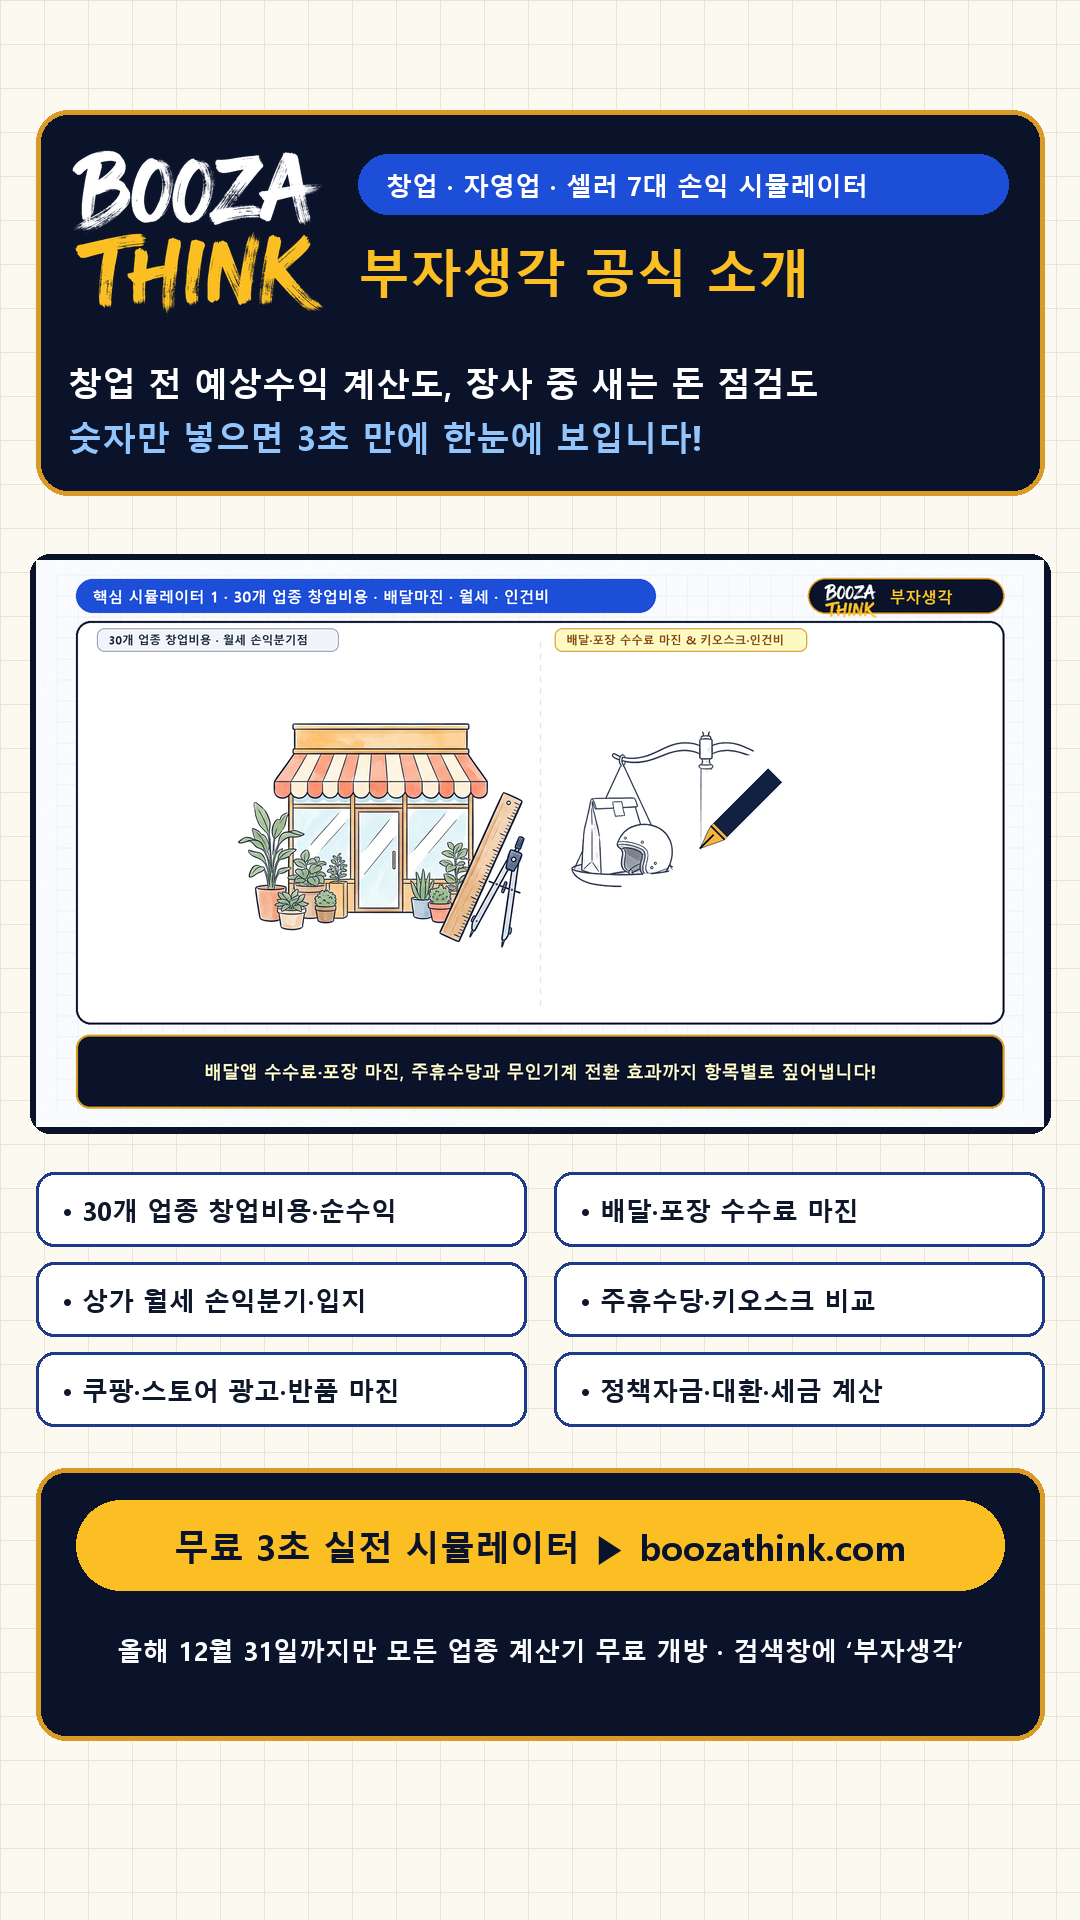 BOOZA
THINK
창업 · 자영업 · 셀러 7대 손익 시뮬레이터
부자생각 공식 소개
창업 전 예상수익 계산도, 장사 중 새는 돈 점검도
숫자만 넣으면 3초 만에 한눈에 보입니다!
핵심 시뮬레이터 1 · 30개 업종 창업비용 · 배달마진 · 월세 · 인건비
BOOZA
THINK
부자생각
30개 업종 창업비용 · 월세 손익분기점
배달·포장 수수료 마진 & 키오스크·인건비
배달앱 수수료·포장 마진, 주휴수당과 무인기계 전환 효과까지 항목별로 짚어냅니다!
• 30개 업종 창업비용·순수익
• 배달·포장 수수료 마진
• 상가 월세 손익분기·입지
• 주휴수당·키오스크 비교
• 쿠팡·스토어 광고·반품 마진
• 정책자금·대환·세금 계산
무료 3초 실전 시뮬레이터 ▶ boozathink.com
올해 12월 31일까지만 모든 업종 계산기 무료 개방 · 검색창에 ‘부자생각’